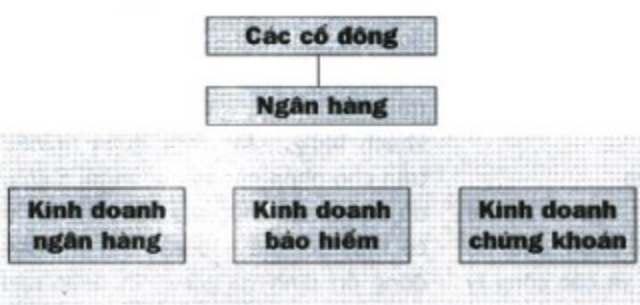 Các cổ đông
Ngân hàng
Kinh doanh
ngân hàng
Kinh doanh
bảo hiểm
Kinh doanh
chứng khoán